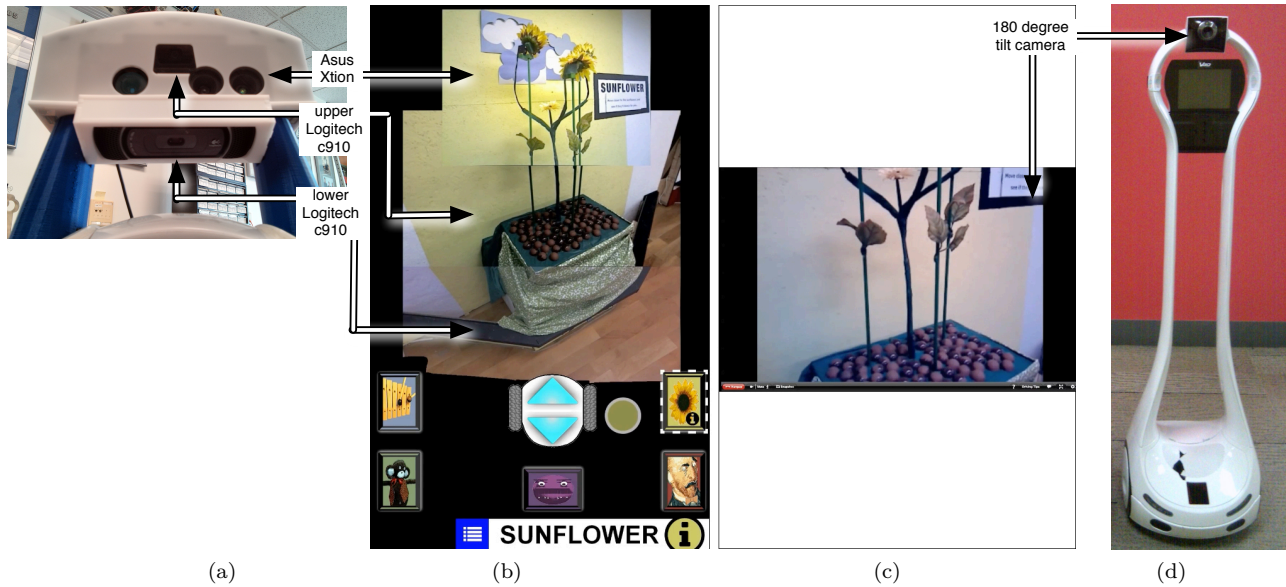 Asus
Xtion
upper
Logitech
c910
lower
Logitech
c910
SUNFLOWER
SUNFLOWER
180 degree
tilt camera
(a)
(b)
(c)
(d)